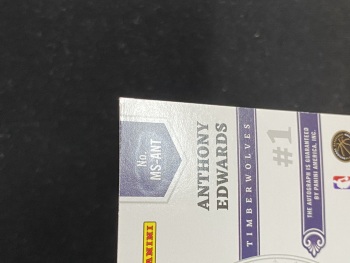 No.
MS-ANT
ANTHONY
EDWARDS
TIMBERWOLVES
#1
THE AUTOGRAPH IS GUARANTEED
BY PANINI AMERICA, INC.
PANINI